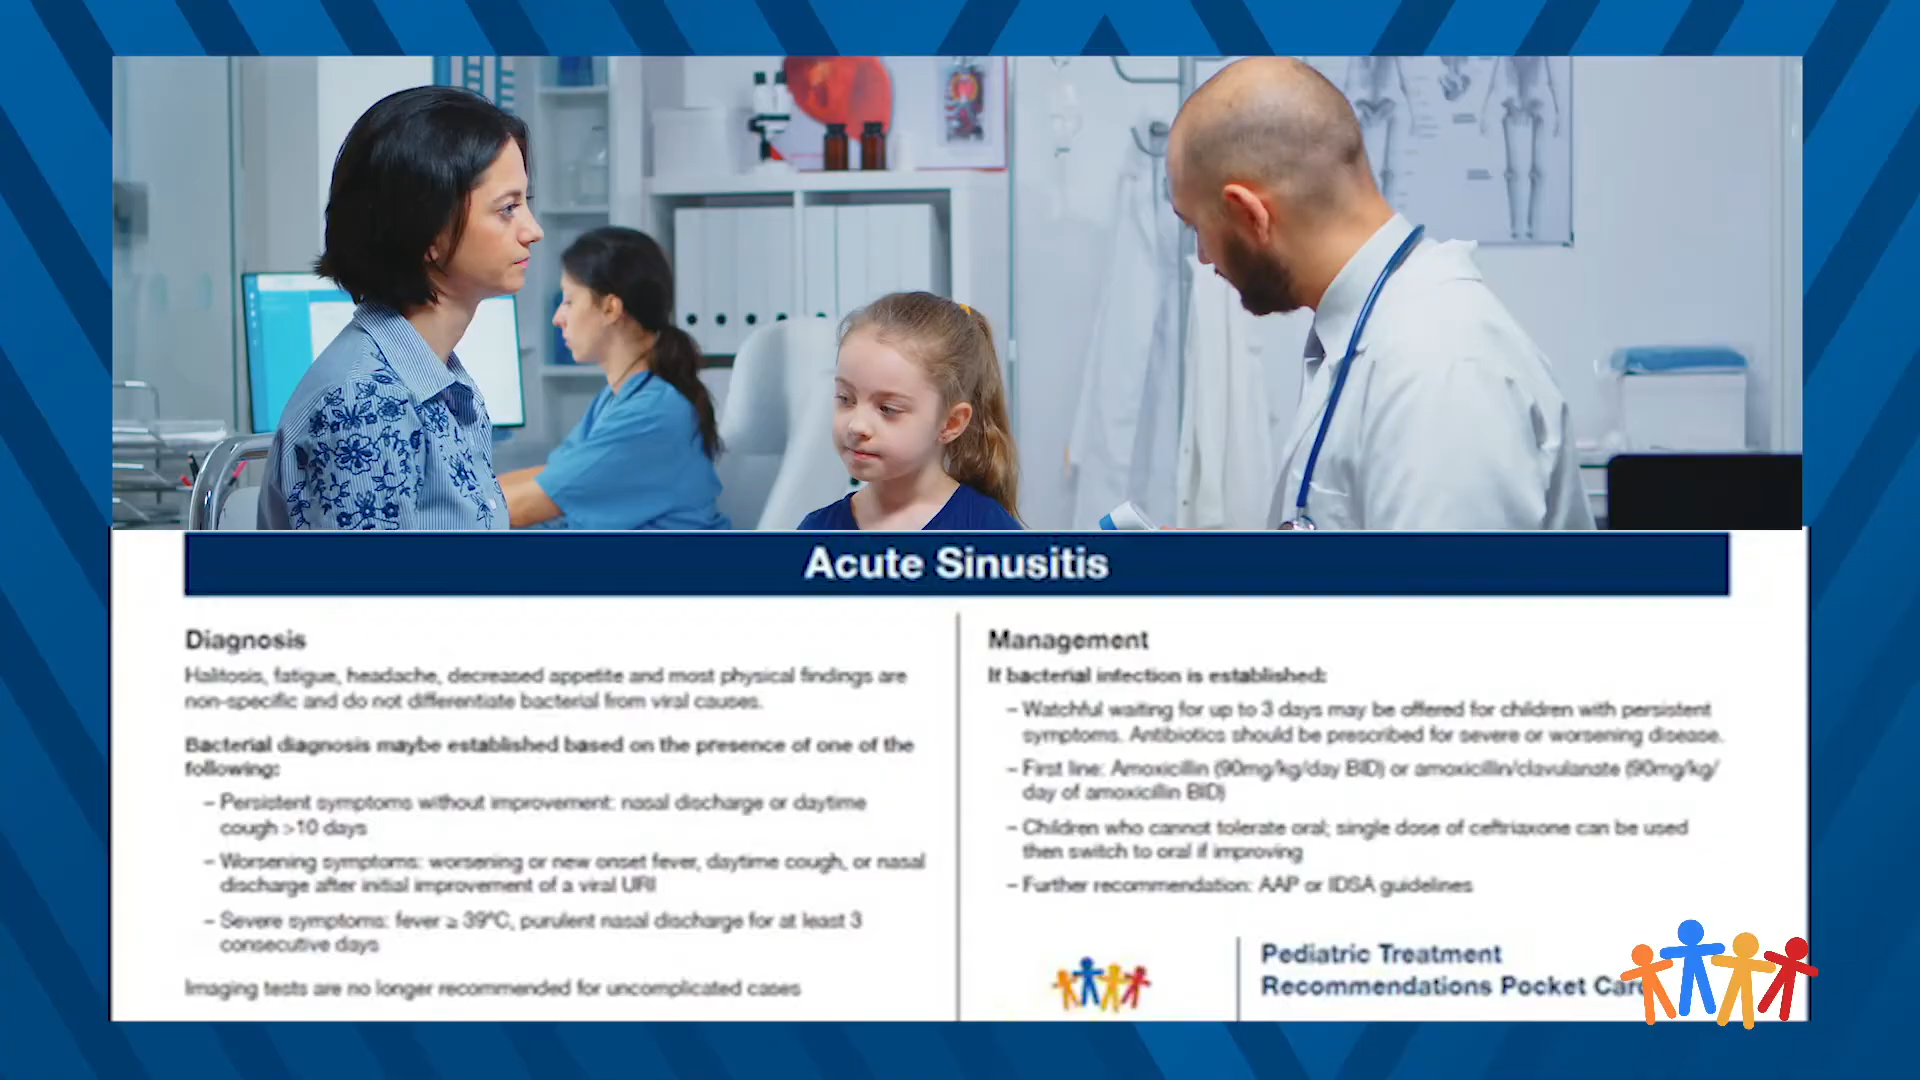 Acute Sinusitis
Diagnosis
Halitosis, fatigue, headache, decreased appetite and most physical findings are
non-specific and do not differentiate bacterial from viral causes.
Bacterial diagnosis maybe established based on the presence of one of the
following:
– Persistent symptoms without improvement: nasal discharge or daytime
cough >10 days
– Worsening symptoms: worsening or new onset fever, daytime cough, or nasal
discharge after initial improvement of a viral URI
– Severe symptoms: fever ≥ 39°C, purulent nasal discharge for at least 3
consecutive days
Imaging tests are no longer recommended for uncomplicated cases
Management
If bacterial infection is established:
– Watchful waiting for up to 3 days may be offered for children with persistent
symptoms. Antibiotics should be prescribed for severe or worsening disease.
– First line: Amoxicillin (90mg/kg/day BID) or amoxicillin/clavulanate (90mg/kg/
day of amoxicillin BID)
– Children who cannot tolerate oral; single dose of ceftriaxone can be used
then switch to oral if improving
– Further recommendation: AAP or IDSA guidelines
Pediatric Treatment
Recommendations Pocket Card